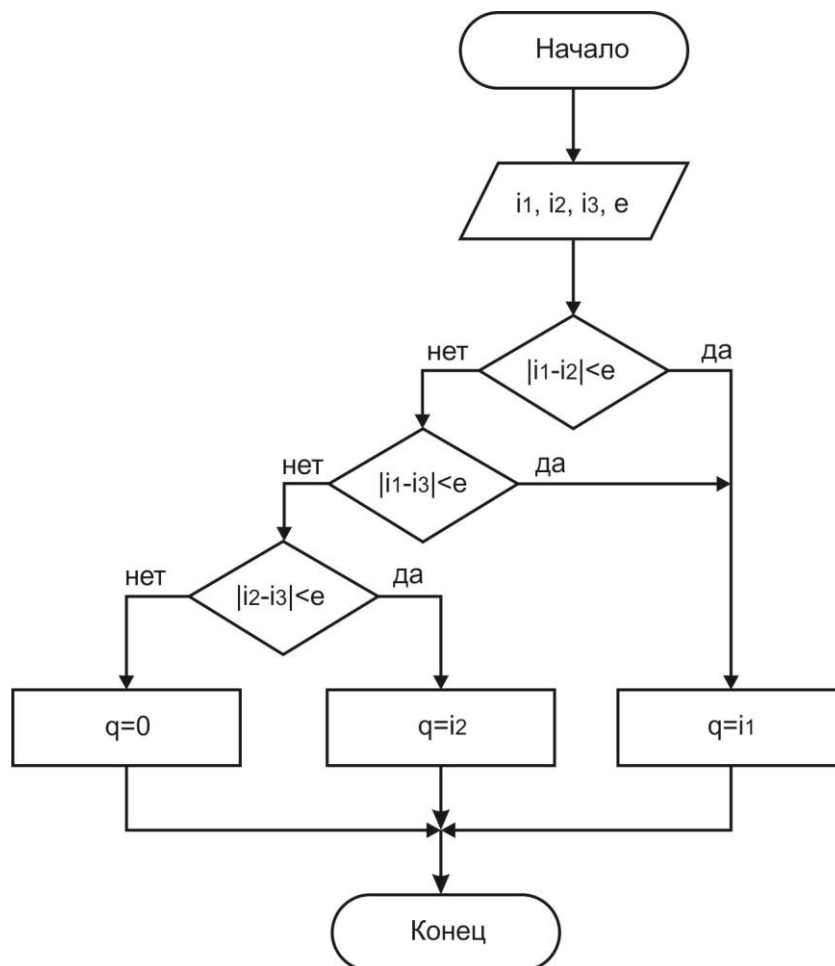 Начало
i1, i2, i3, e
нет
|i1-i2|<e
да
нет
|i1-i3|<e
да
нет
|i2-i3|<e
да
q=0
q=i2
q=i1
Конец